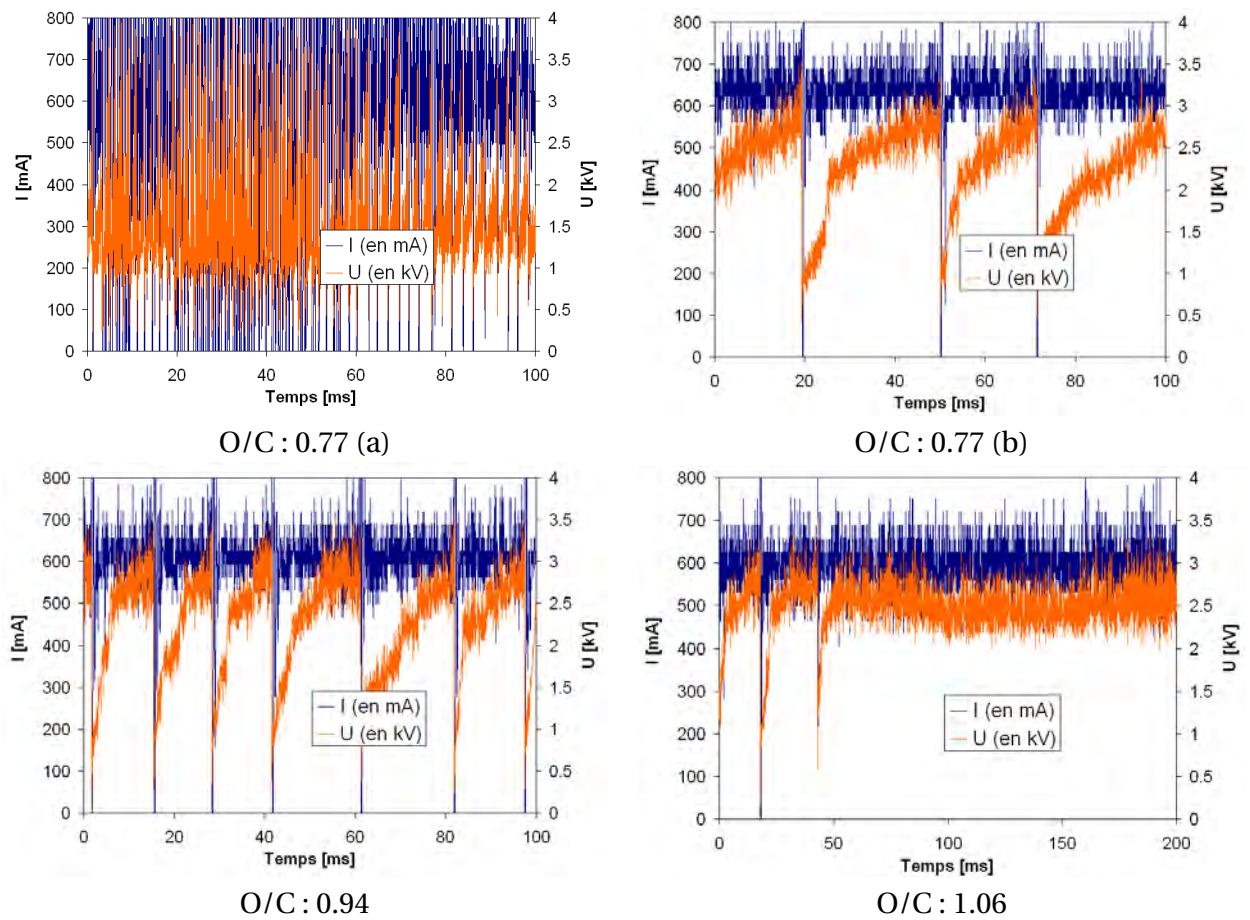 800
700
600
500
400
300
200
100
0
I [mA]
4
3.5
3
2.5
2
1.5
1
0.5
0
U [kV]
I (en mA)
U (en kV)
0 20 40 60 80 100
Temps [ms]
O/C : 0.77 (a)
800
700
600
500
400
300
200
100
0
I [mA]
4
3.5
3
2.5
2
1.5
1
0.5
0
U [kV]
I (en mA)
U (en kV)
0 20 40 60 80 100
Temps [ms]
O/C : 0.77 (b)
800
700
600
500
400
300
200
100
0
I [mA]
4
3.5
3
2.5
2
1.5
1
0.5
0
U [kV]
I (en mA)
U (en kV)
0 20 40 60 80 100
Temps [ms]
O/C : 0.94
800
700
600
500
400
300
200
100
0
I [mA]
4
3.5
3
2.5
2
1.5
1
0.5
0
U [kV]
I (en mA)
U (en kV)
0 50 100 150 200
Temps [ms]
O/C : 1.06